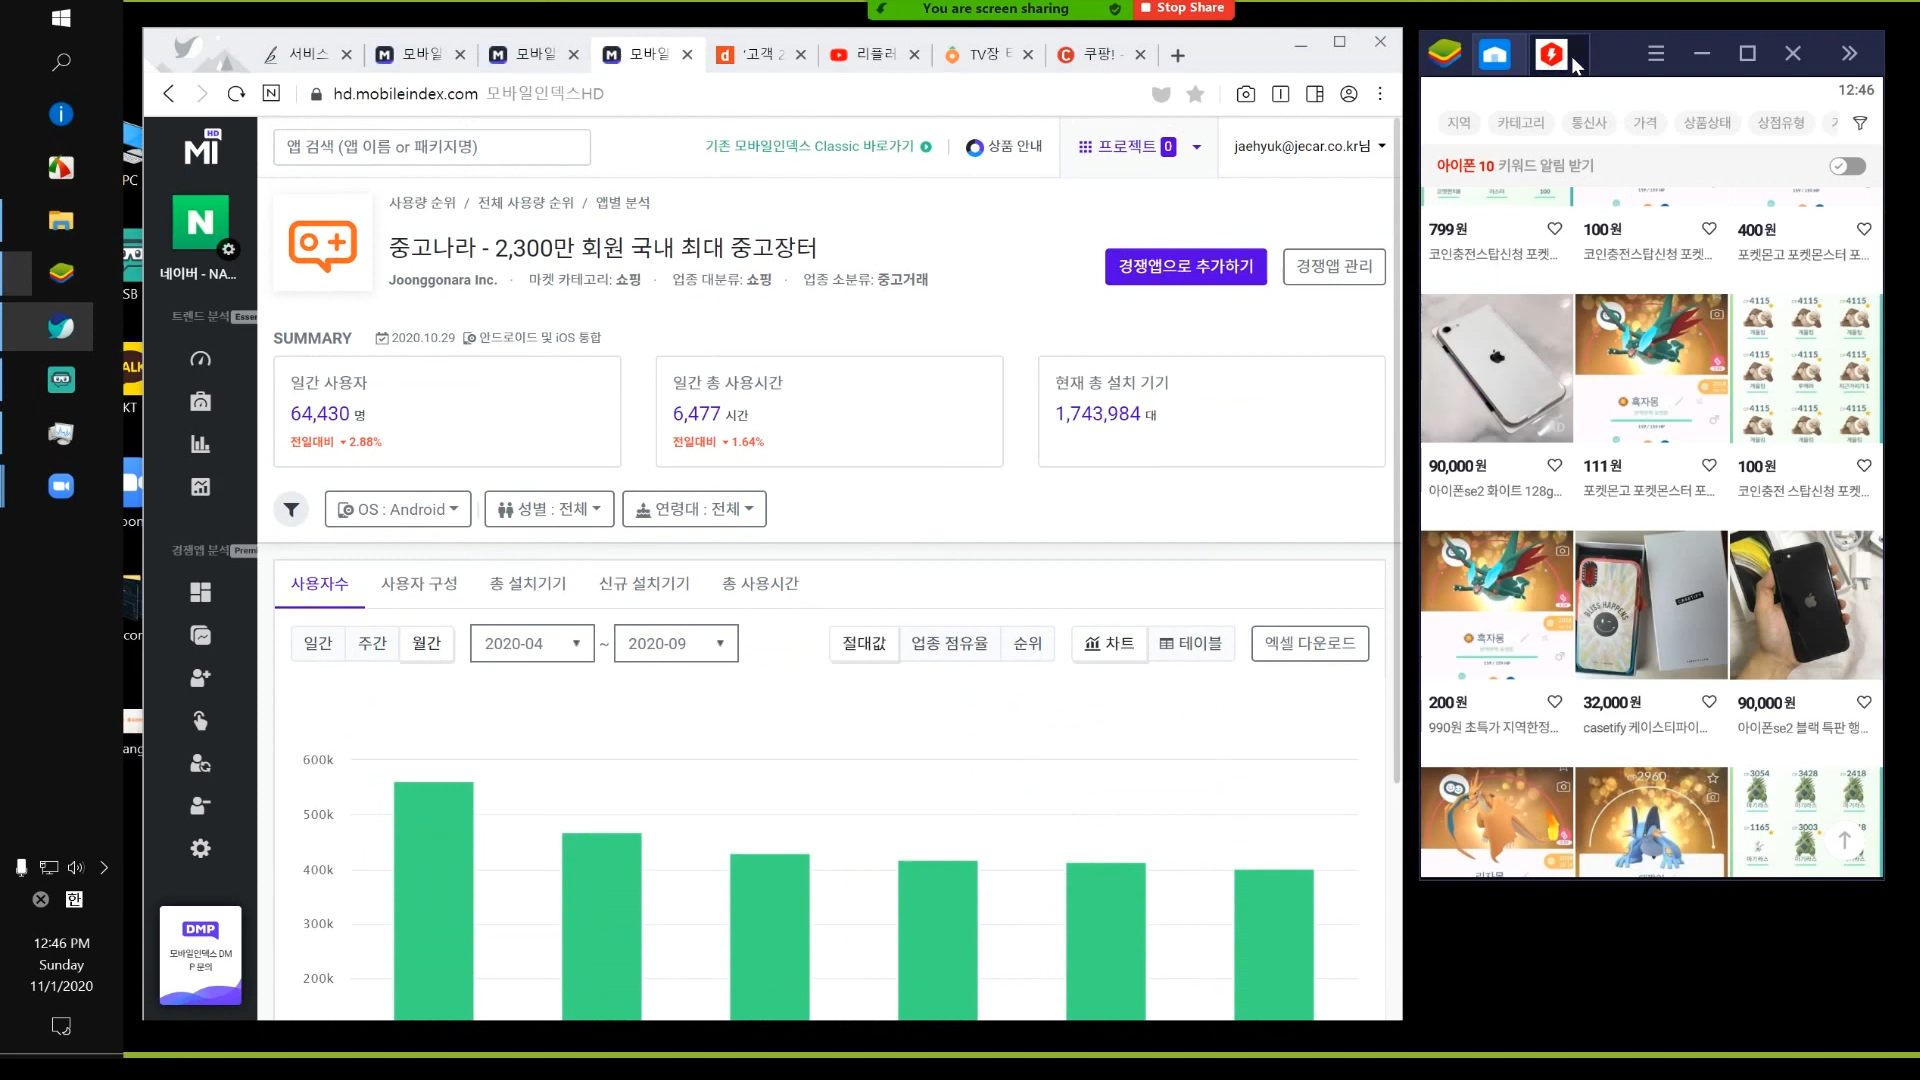 You are screen sharing
Stop Share
서비스
모바일
모바일
모바일
'고객 2
리플러
TV장
쿠팡! -
hd.mobileindex.com 모바일인덱스HD
HD
MI
앱 검색 (앱 이름 or 패키지명)
기존 모바일인덱스 Classic 바로가기
상품 안내
프로젝트 0
jaehyuk@jecar.co.kr님
N
네이버 - NA...
트렌드 분석
경쟁앱 분석
사용량 순위 / 전체 사용량 순위 / 앱별 분석
중고나라 - 2,300만 회원 국내 최대 중고장터
Joonggonara Inc. · 마켓 카테고리: 쇼핑 · 업종 대분류: 쇼핑 · 업종 소분류: 중고거래
경쟁앱으로 추가하기
경쟁앱 관리
SUMMARY
2020.10.29 안드로이드 및 iOS 통합
일간 사용자
64,430 명
전일대비 ▾ 2.88%
일간 총 사용시간
6,477 시간
전일대비 ▾ 1.64%
현재 총 설치 기기
1,743,984 대
OS : Android
성별 : 전체
연령대 : 전체
사용자수
사용자 구성
총 설치기기
신규 설치기기
총 사용시간
일간
주간
월간
2020-04 ~ 2020-09
절대값
업종 점유율
순위
차트
테이블
엑셀 다운로드
600k
500k
400k
300k
200k
DMP
모바일인덱스 DM
P 문의
한
12:46 PM
Sunday
11/1/2020
12:46
지역
카테고리
통신사
가격
상품상태
상점유형
아이폰 10 키워드 알림 받기
799원
코인충전스탑신청 포켓...
100원
코인충전스탑신청 포켓...
400원
포켓몬고 포켓몬스터 포...
90,000원
아이폰se2 화이트 128g...
111원
포켓몬고 포켓몬스터 포...
100원
코인충전 스탑신청 포켓...
200원
990원 초특가 지역한정...
32,000원
casetify 케이스티파이...
90,000원
아이폰se2 블랙 특판 행...